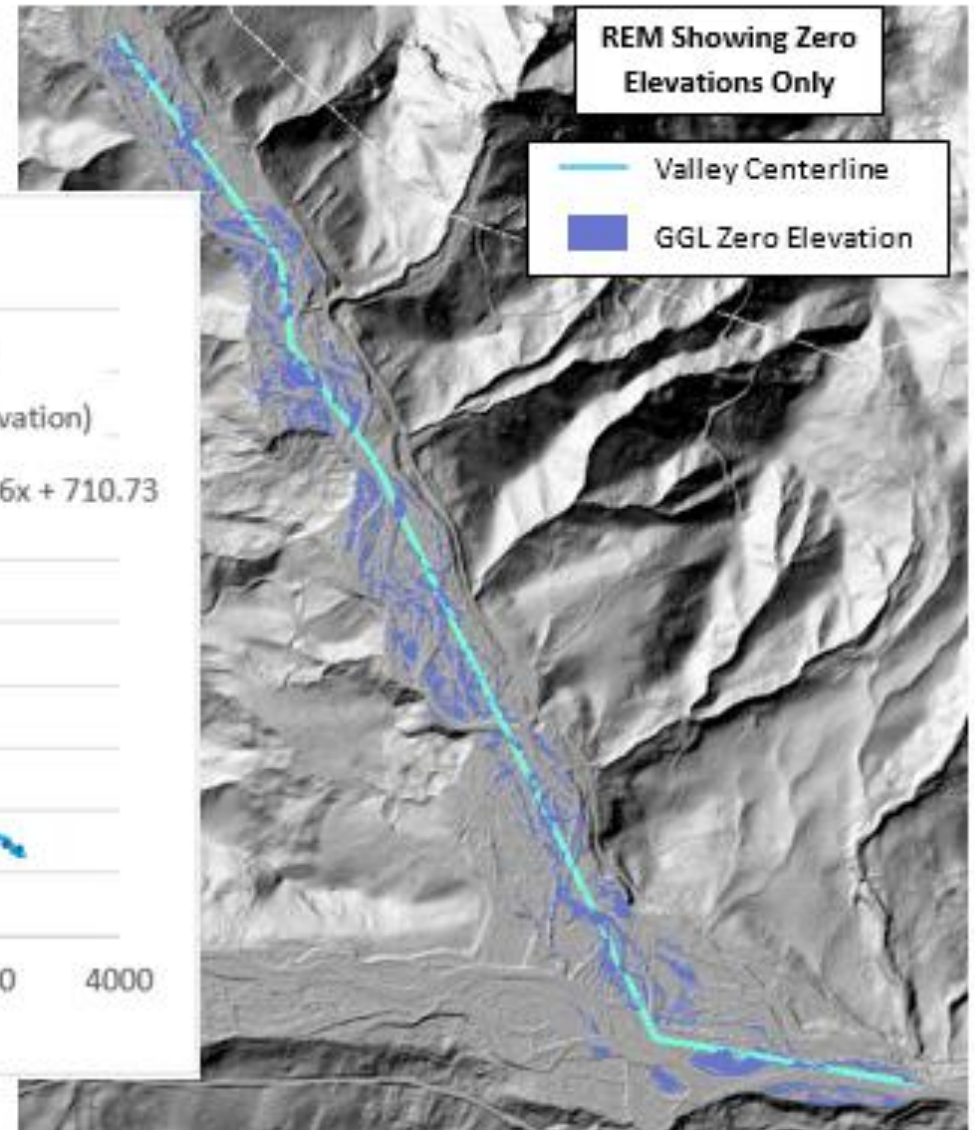 REM Showing Zero
Elevations Only
Valley Centerline
GGL Zero Elevation
vation)
6x + 710.73
0
4000